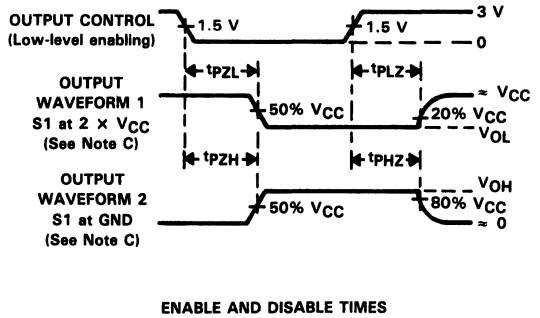 OUTPUT CONTROL
(Low-level enabling)
1.5 V
1.5 V
3 V
0
tPZL
tPLZ
OUTPUT
WAVEFORM 1
S1 at 2 × VCC
(See Note C)
50% VCC
≈ VCC
20% VCC
VOL
tPZH
tPHZ
OUTPUT
WAVEFORM 2
S1 at GND
(See Note C)
50% VCC
VOH
80% VCC
≈ 0
ENABLE AND DISABLE TIMES